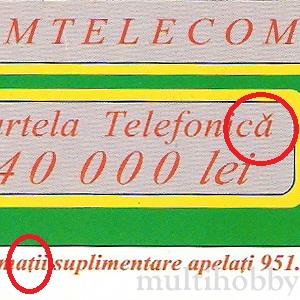 MTELECOM
artela Telefonică
40 000 lei
mații suplimentare apelați 951.
multihobby